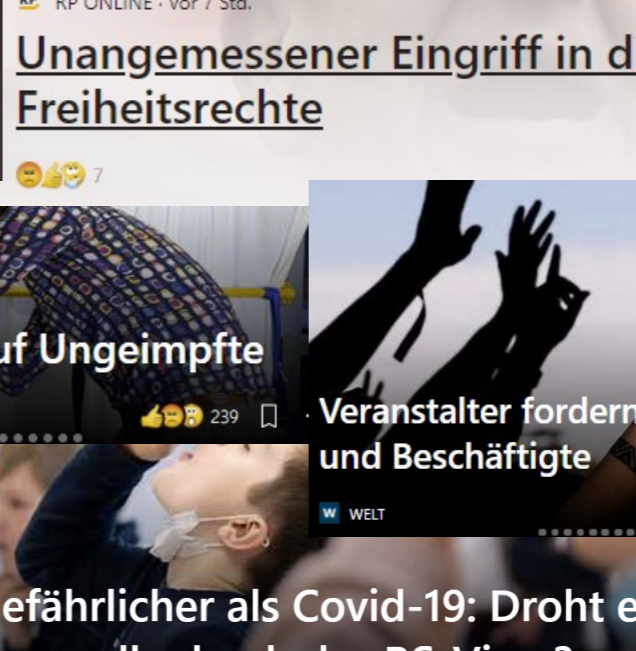 RP ONLINE · vor 7 Std.
Unangemessener Eingriff in d
Freiheitsrechte
7
uf Ungeimpfte
239
Veranstalter fordern
und Beschäftigte
W WELT
efährlicher als Covid-19: Droht e